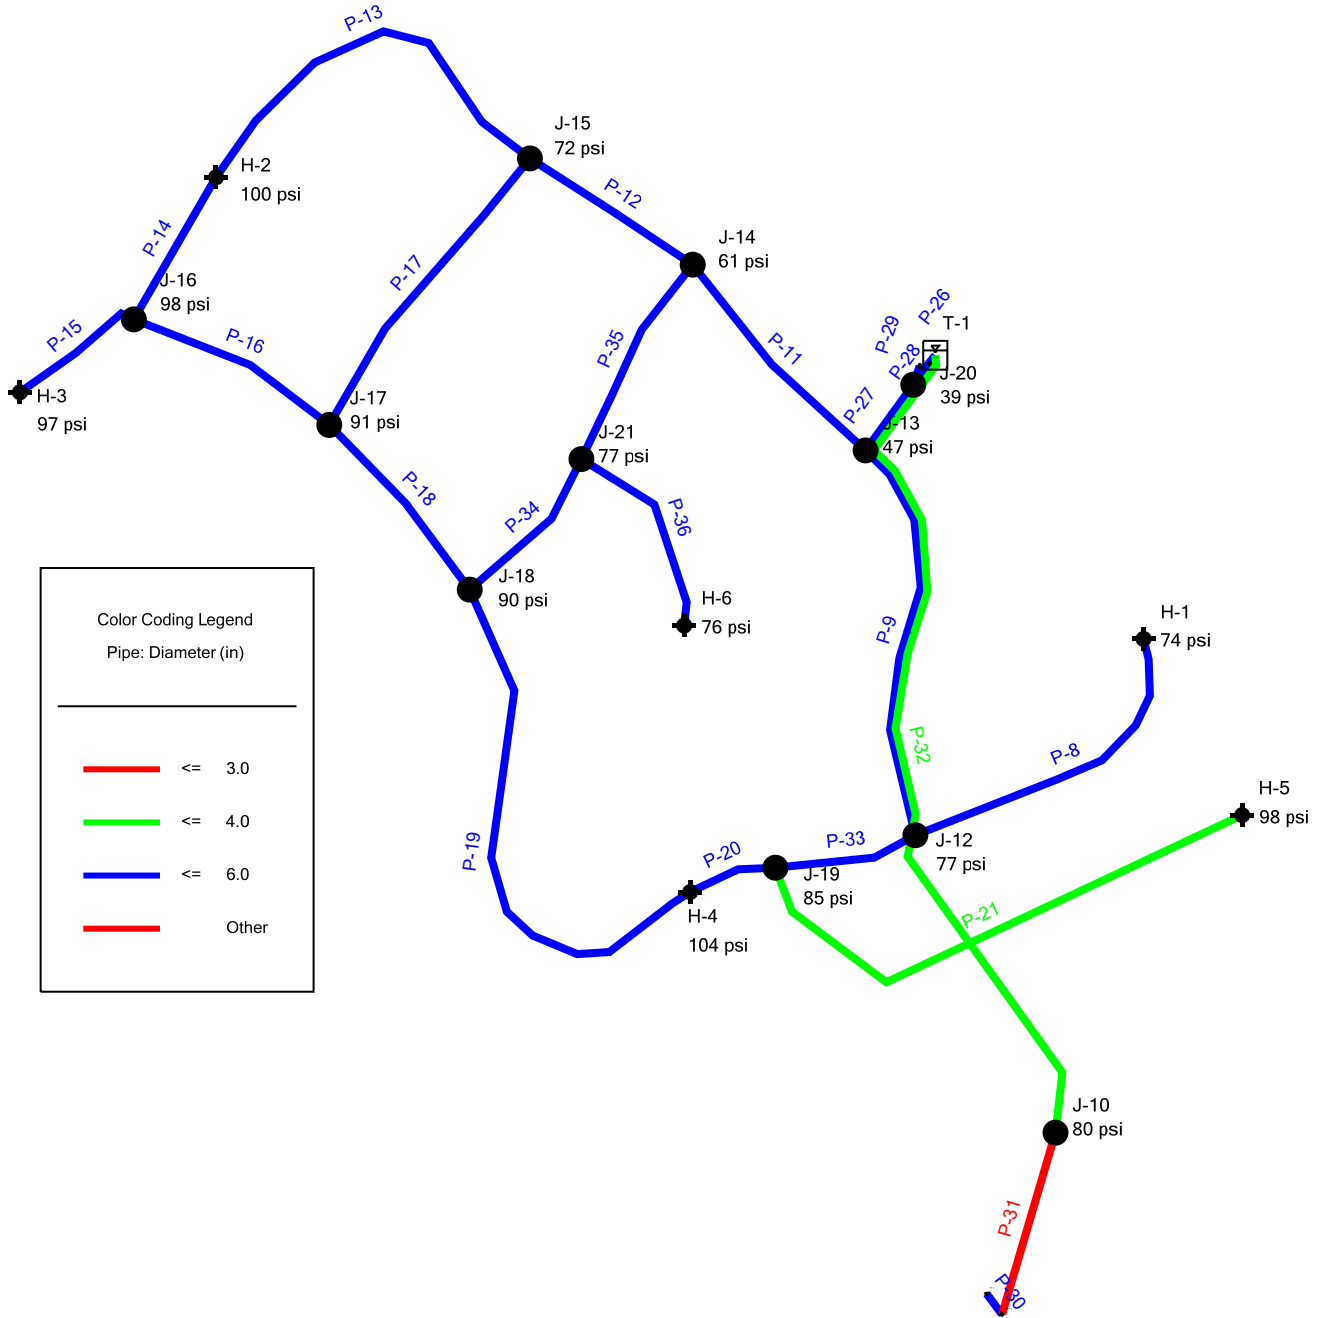 P-13
J-15
72 psi
H-2
100 psi
P-12
P-14
J-14
61 psi
P-17
J-16
98 psi
P-26
P-29
T-1
P-15
P-16
P-35
P-11
P-28
J-20
39 psi
H-3
97 psi
J-17
91 psi
P-27
J-13
47 psi
J-21
77 psi
P-18
P-34
P-36
J-18
90 psi
H-6
76 psi
P-9
H-1
74 psi
Color Coding Legend
Pipe: Diameter (in)
<= 3.0
<= 4.0
<= 6.0
Other
P-32
P-8
H-5
98 psi
P-19
P-20
P-33
J-12
77 psi
J-19
85 psi
H-4
104 psi
P-21
J-10
80 psi
P-31
P-30